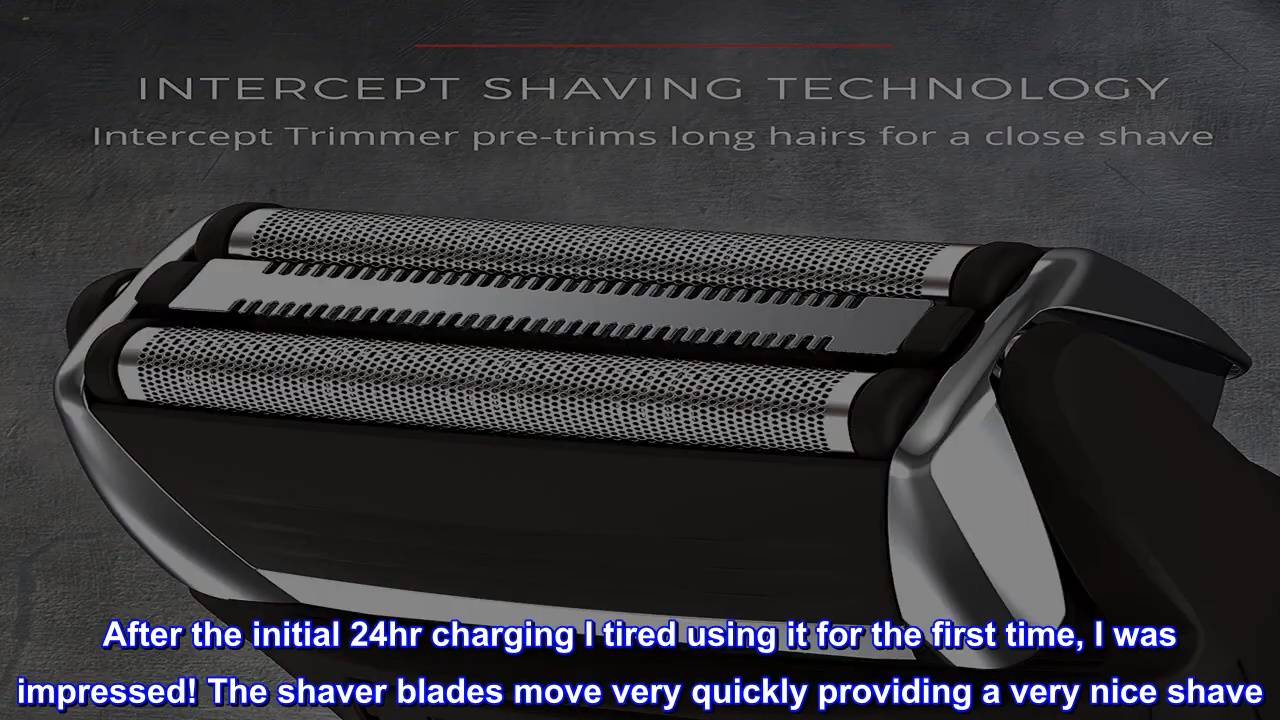 INTERCEPT SHAVING TECHNOLOGY
Intercept Trimmer pre-trims long hairs for a close shave
After the initial 24hr charging I tired using it for the first time, I was
impressed! The shaver blades move very quickly providing a very nice shave